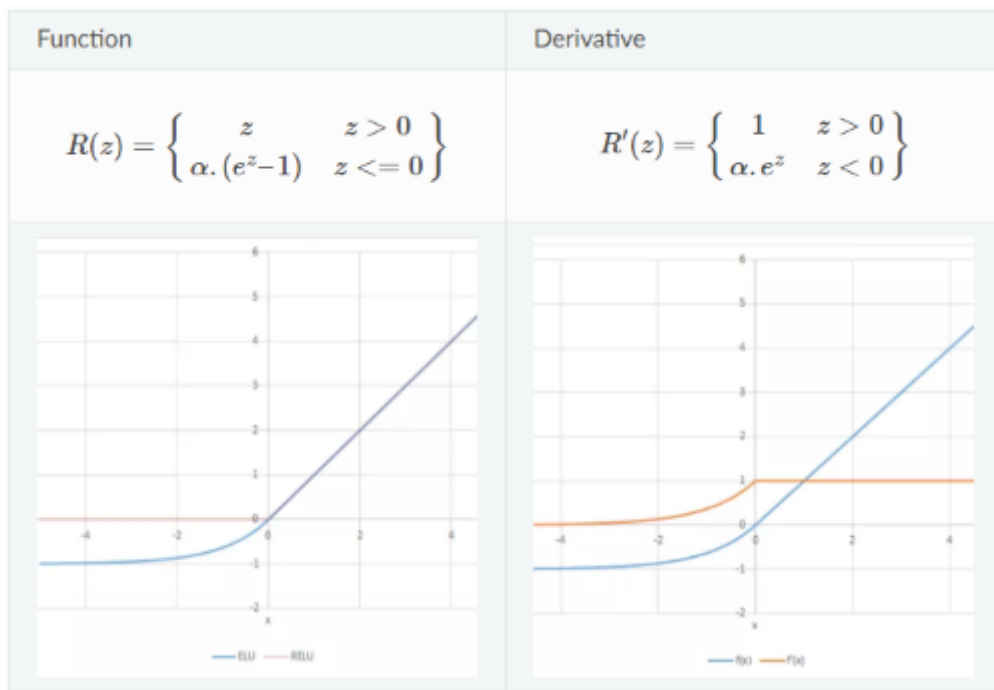 Function
Derivative
R(z) = { z z > 0
α.(e^z–1) z <= 0 }
R′(z) = { 1 z > 0
α.e^z z < 0 }
6
5
4
3
2
1
0
-4 -2 0 2 4
-1
-2
x
ELU RELU
6
5
4
3
2
1
0
-4 -2 0 2 4
-1
-2
x
f(x) f'(x)